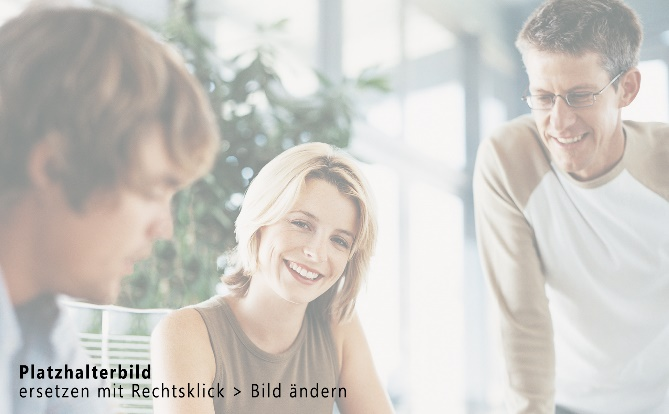 Platzhalterbild
ersetzen mit Rechtsklick > Bild ändern